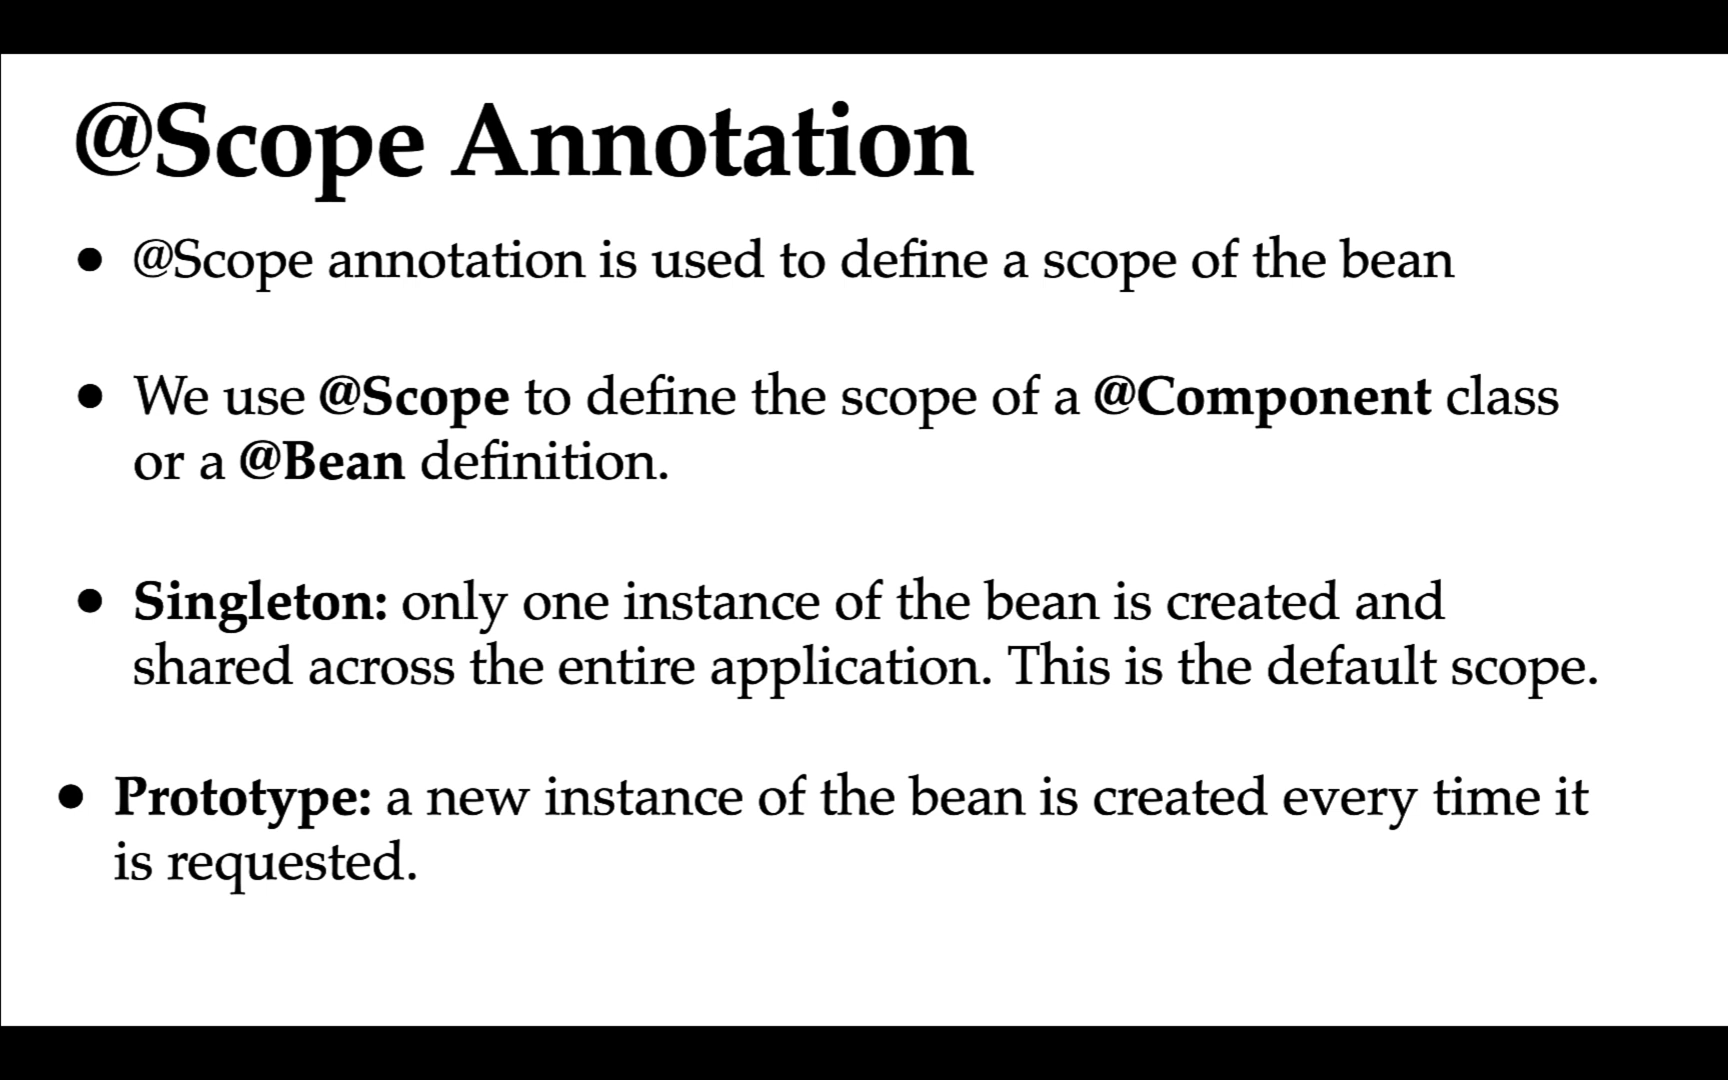 @Scope Annotation
● @Scope annotation is used to define a scope of the bean
● We use @Scope to define the scope of a @Component class
or a @Bean definition.
● Singleton: only one instance of the bean is created and
shared across the entire application. This is the default scope.
● Prototype: a new instance of the bean is created every time it
is requested.